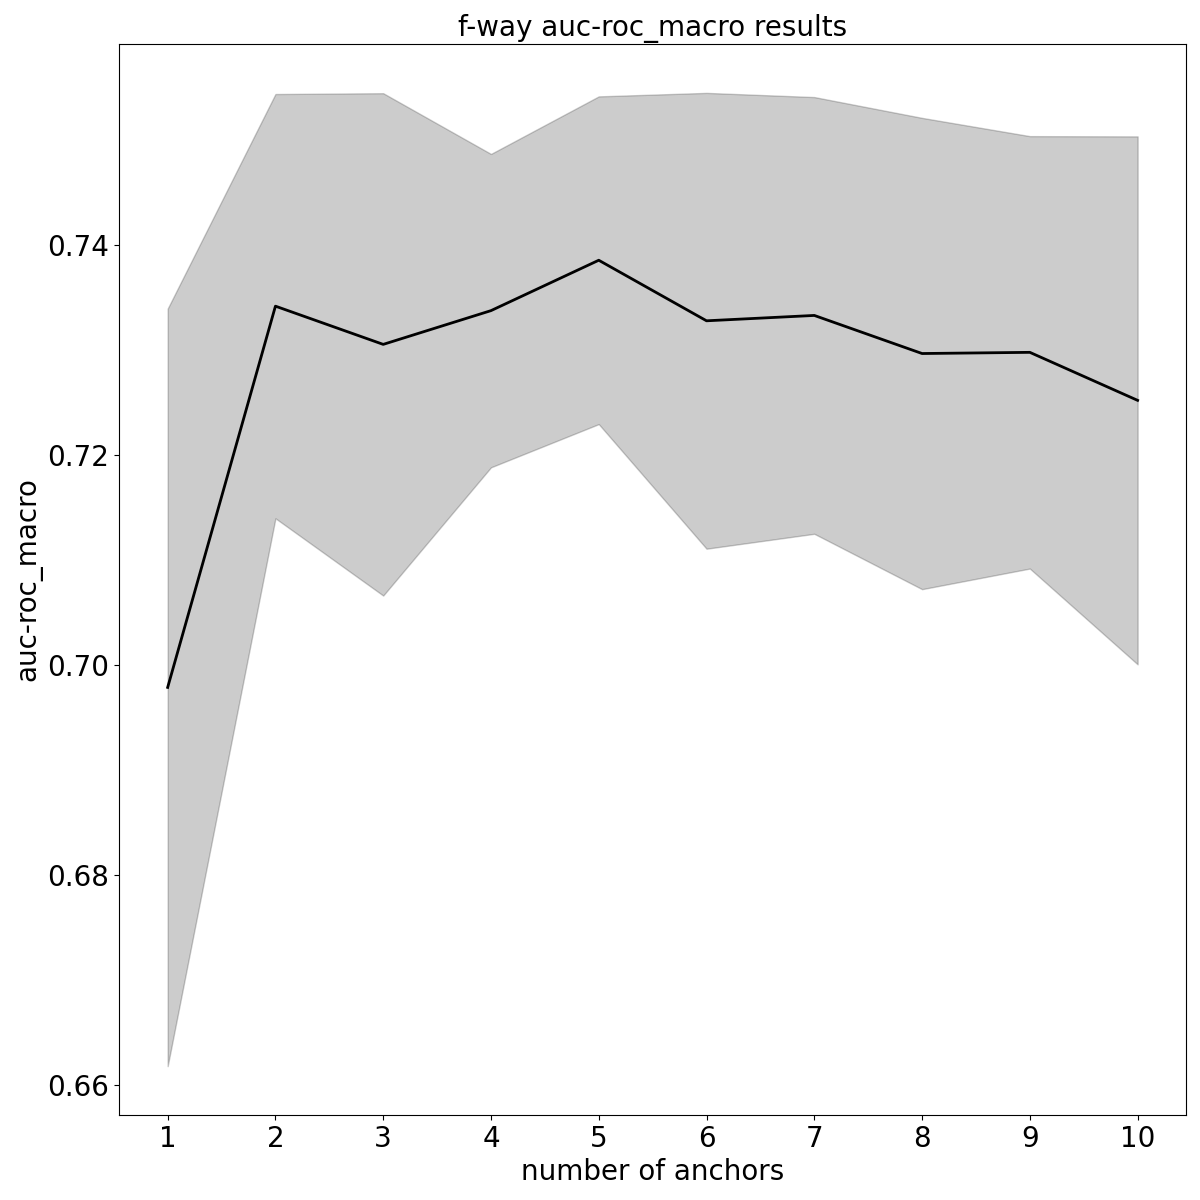 f-way auc-roc_macro results
auc-roc_macro
0.74
0.72
0.70
0.68
0.66
1 2 3 4 5 6 7 8 9 10
number of anchors